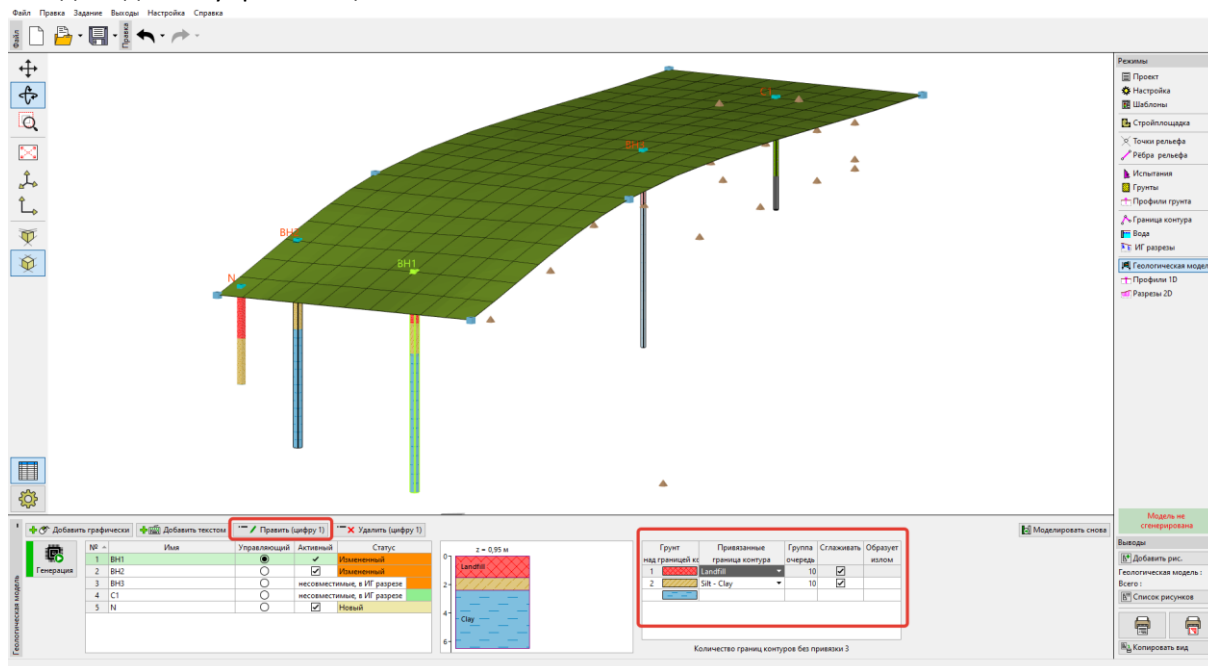 Файл Правка Задание Выходы Настройка Справка
Файл
Правка
Режимы
Проект
Настройка
Шаблоны
Стройплощадка
Точки рельефа
Рёбра рельефа
Испытания
Грунты
Профили грунта
Граница контура
Вода
ИГ разрезы
Геологическая модел
Профили 1D
Разрезы 2D
C1
BH3
BH2
BH1
N
Модель не
сгенерирована
Добавить графически Добавить текстом Править (цифру 1) Удалить (цифру 1) Моделировать снова
Генерация
№ Имя Управляющий Активный Статус
1 BH1 Измененный
2 BH2 Измененный
3 BH3 несовместимые, в ИГ разрезе
4 C1 несовместимые, в ИГ разрезе
5 N Новый
z = 0,95 м
0
Landfill
2
4
Clay
6
Грунт Привязанные Группа Сглаживать Образует
над границей кс граница контура очередь излом
1 Landfill 10
2 Silt - Clay 10
Количество границ контуров без привязки 3
Геологическая модель
Выводы
Добавить рис.
Геологическая модель :
Всего :
Список рисунков
Копировать вид